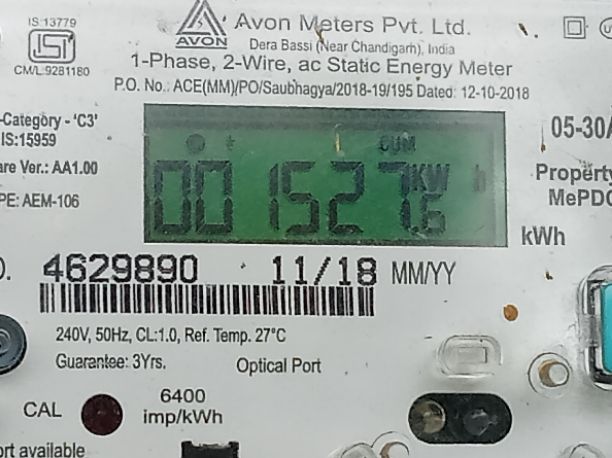 IS:13779
ISI
CM/L:9281180
AVON
Avon Meters Pvt. Ltd.
Dera Bassi (Near Chandigarh), India
1-Phase, 2-Wire, ac Static Energy Meter
P.O. No.: ACE(MM)/PO/Saubhagya/2018-19/195 Dated: 12-10-2018
-Category - 'C3'
IS:15959
are Ver.: AA1.00
PE: AEM-106
CUM
001527.6 KW h
05-30A
Property
MePDC
kWh
O. 4629890 11/18 MM/YY
240V, 50Hz, CL:1.0, Ref. Temp. 27°C
Guarantee: 3Yrs.
Optical Port
CAL
6400
imp/kWh
ort available